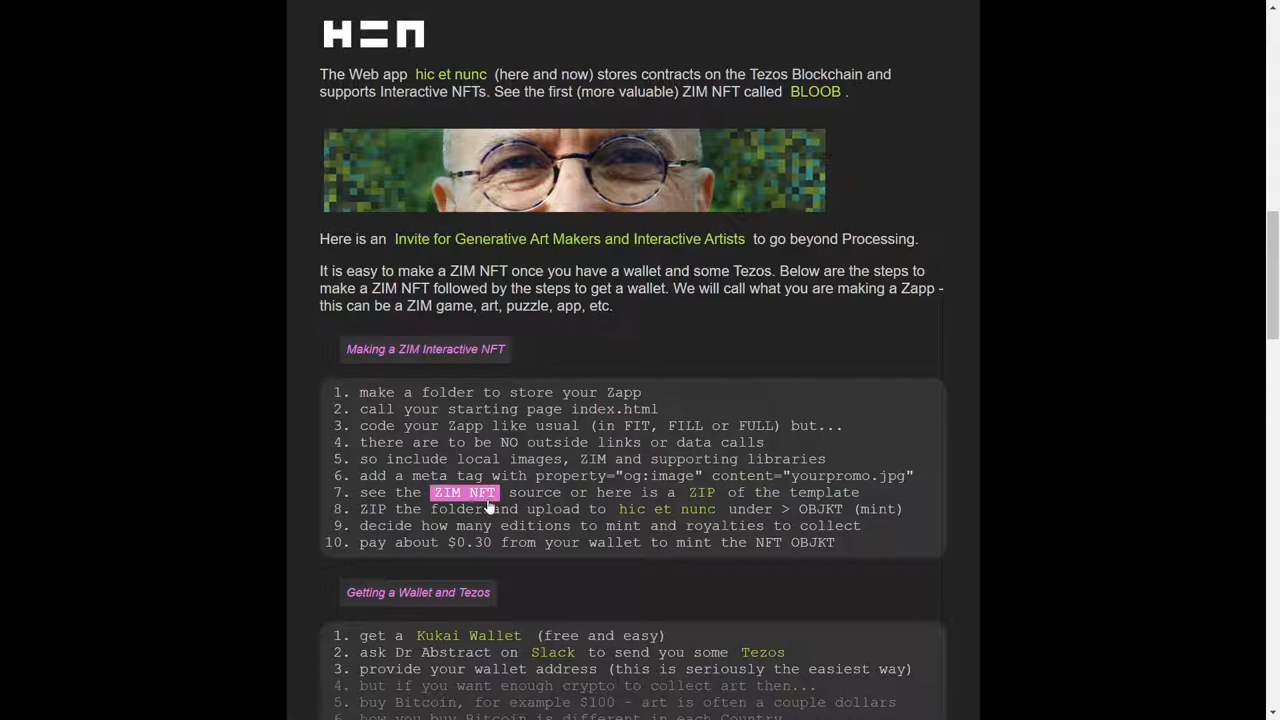 H=N
The Web app hic et nunc (here and now) stores contracts on the Tezos Blockchain and
supports Interactive NFTs. See the first (more valuable) ZIM NFT called BLOOB .
Here is an Invite for Generative Art Makers and Interactive Artists to go beyond Processing.
It is easy to make a ZIM NFT once you have a wallet and some Tezos. Below are the steps to
make a ZIM NFT followed by the steps to get a wallet. We will call what you are making a Zapp -
this can be a ZIM game, art, puzzle, app, etc.
Making a ZIM Interactive NFT
1. make a folder to store your Zapp
2. call your starting page index.html
3. code your Zapp like usual (in FIT, FILL or FULL) but...
4. there are to be NO outside links or data calls
5. so include local images, ZIM and supporting libraries
6. add a meta tag with property="og:image" content="yourpromo.jpg"
7. see the ZIM NFT source or here is a ZIP of the template
8. ZIP the folder and upload to hic et nunc under > OBJKT (mint)
9. decide how many editions to mint and royalties to collect
10. pay about $0.30 from your wallet to mint the NFT OBJKT
Getting a Wallet and Tezos
1. get a Kukai Wallet (free and easy)
2. ask Dr Abstract on Slack to send you some Tezos
3. provide your wallet address (this is seriously the easiest way)
4. but if you want enough crypto to collect art then...
5. buy Bitcoin, for example $100 - art is often a couple dollars
6. how you buy Bitcoin is different in each Country